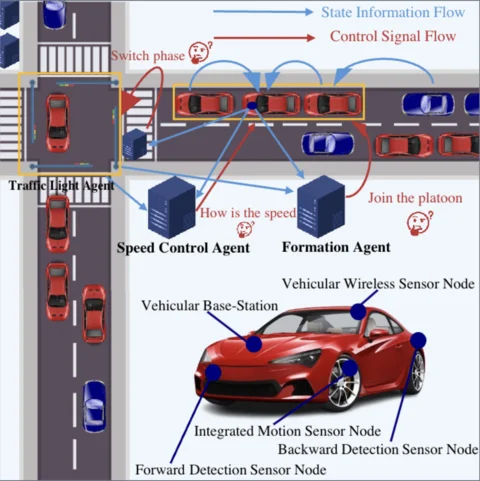 State Information Flow
Control Signal Flow
Switch phase
Traffic Light Agent
How is the speed
Join the platoon
Speed Control Agent
Formation Agent
Vehicular Wireless Sensor Node
Vehicular Base-Station
Integrated Motion Sensor Node
Backward Detection Sensor Node
Forward Detection Sensor Node